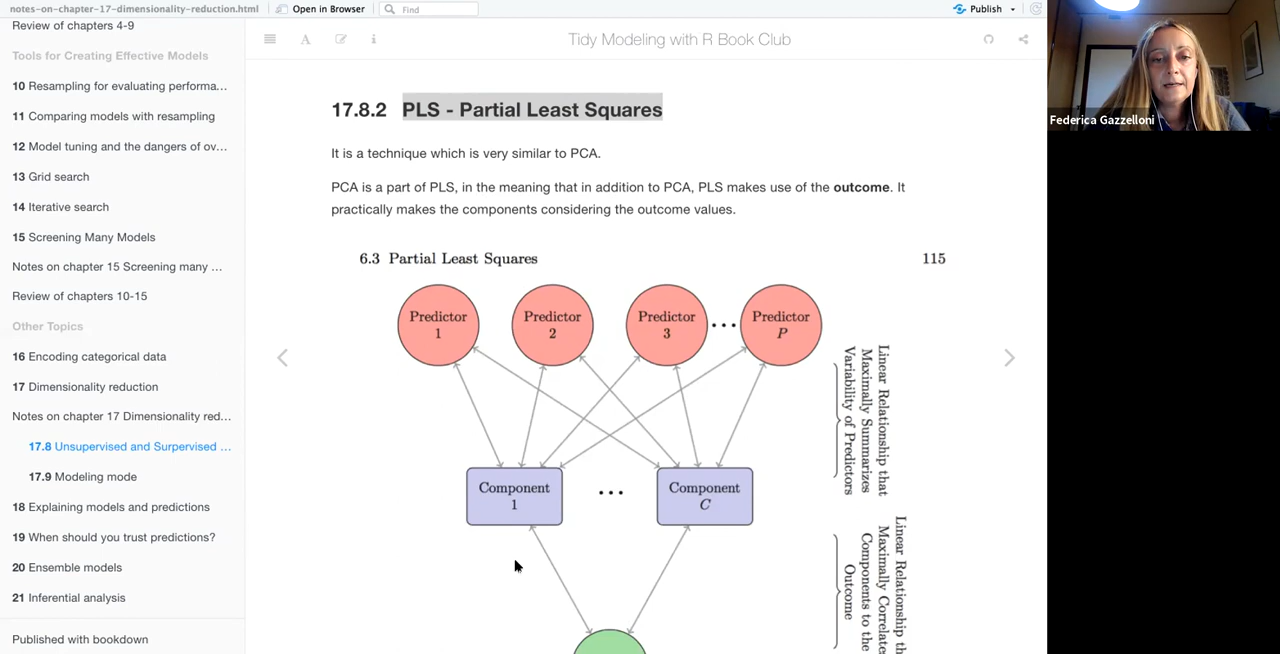 notes-on-chapter-17-dimensionality-reduction.html
Open in Browser
Find
Publish
Review of chapters 4-9
Tools for Creating Effective Models
10 Resampling for evaluating performa...
11 Comparing models with resampling
12 Model tuning and the dangers of ov...
13 Grid search
14 Iterative search
15 Screening Many Models
Notes on chapter 15 Screening many ...
Review of chapters 10-15
Other Topics
16 Encoding categorical data
17 Dimensionality reduction
Notes on chapter 17 Dimensionality red...
17.8 Unsupervised and Surpervised ...
17.9 Modeling mode
18 Explaining models and predictions
19 When should you trust predictions?
20 Ensemble models
21 Inferential analysis
Published with bookdown
A
i
Tidy Modeling with R Book Club
17.8.2 PLS - Partial Least Squares
It is a technique which is very similar to PCA.
PCA is a part of PLS, in the meaning that in addition to PCA, PLS makes use of the outcome. It
practically makes the components considering the outcome values.
6.3 Partial Least Squares 115
Predictor
1
Predictor
2
Predictor
3
...
Predictor
P
Linear Relationship that
Maximally Summarizes
Variability of Predictors
Component
1
...
Component
C
Linear Relationship th
Maximally Correlates
Components to the
Outcome
Federica Gazzelloni